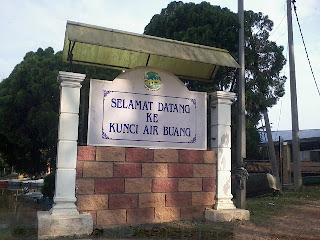 SELAMAT DATANG
KE
KUNCI AIR BUANG